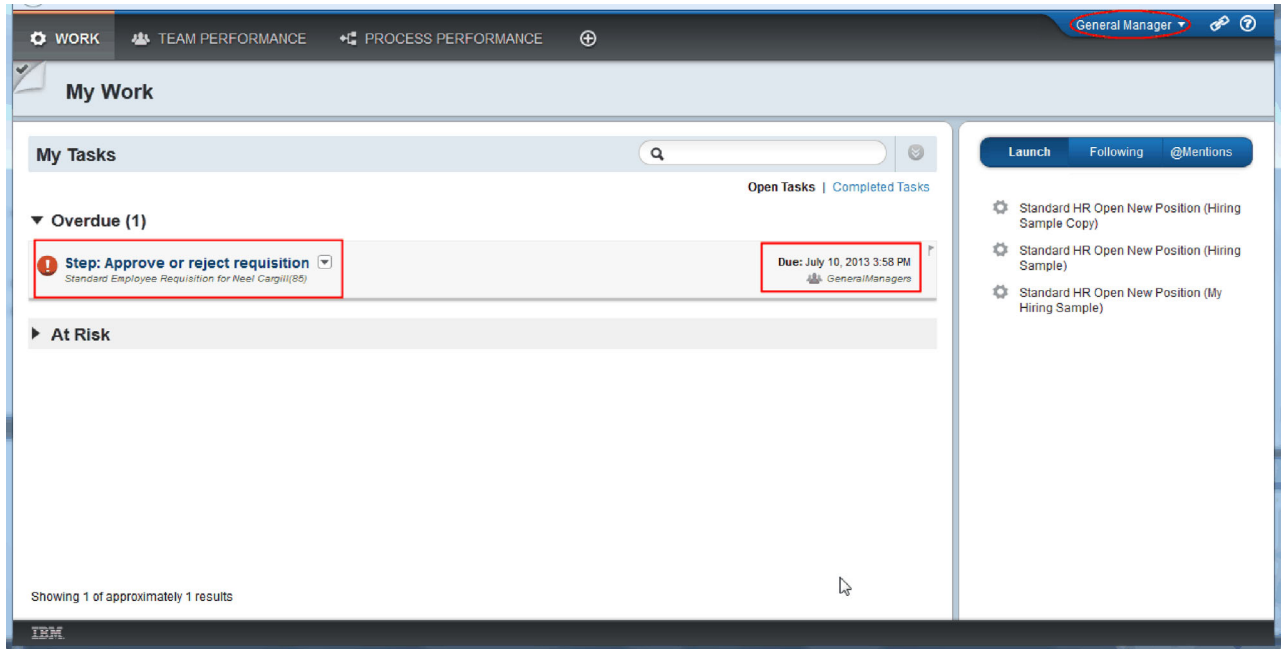 General Manager
WORK TEAM PERFORMANCE PROCESS PERFORMANCE
My Work
My Tasks
Open Tasks | Completed Tasks
Overdue (1)
Step: Approve or reject requisition
Standard Employee Requisition for Neel Cargill(85)
Due: July 10, 2013 3:58 PM
GeneralManagers
At Risk
Showing 1 of approximately 1 results
Launch Following @Mentions
Standard HR Open New Position (Hiring
Sample Copy)
Standard HR Open New Position (Hiring
Sample)
Standard HR Open New Position (My
Hiring Sample)
IBM